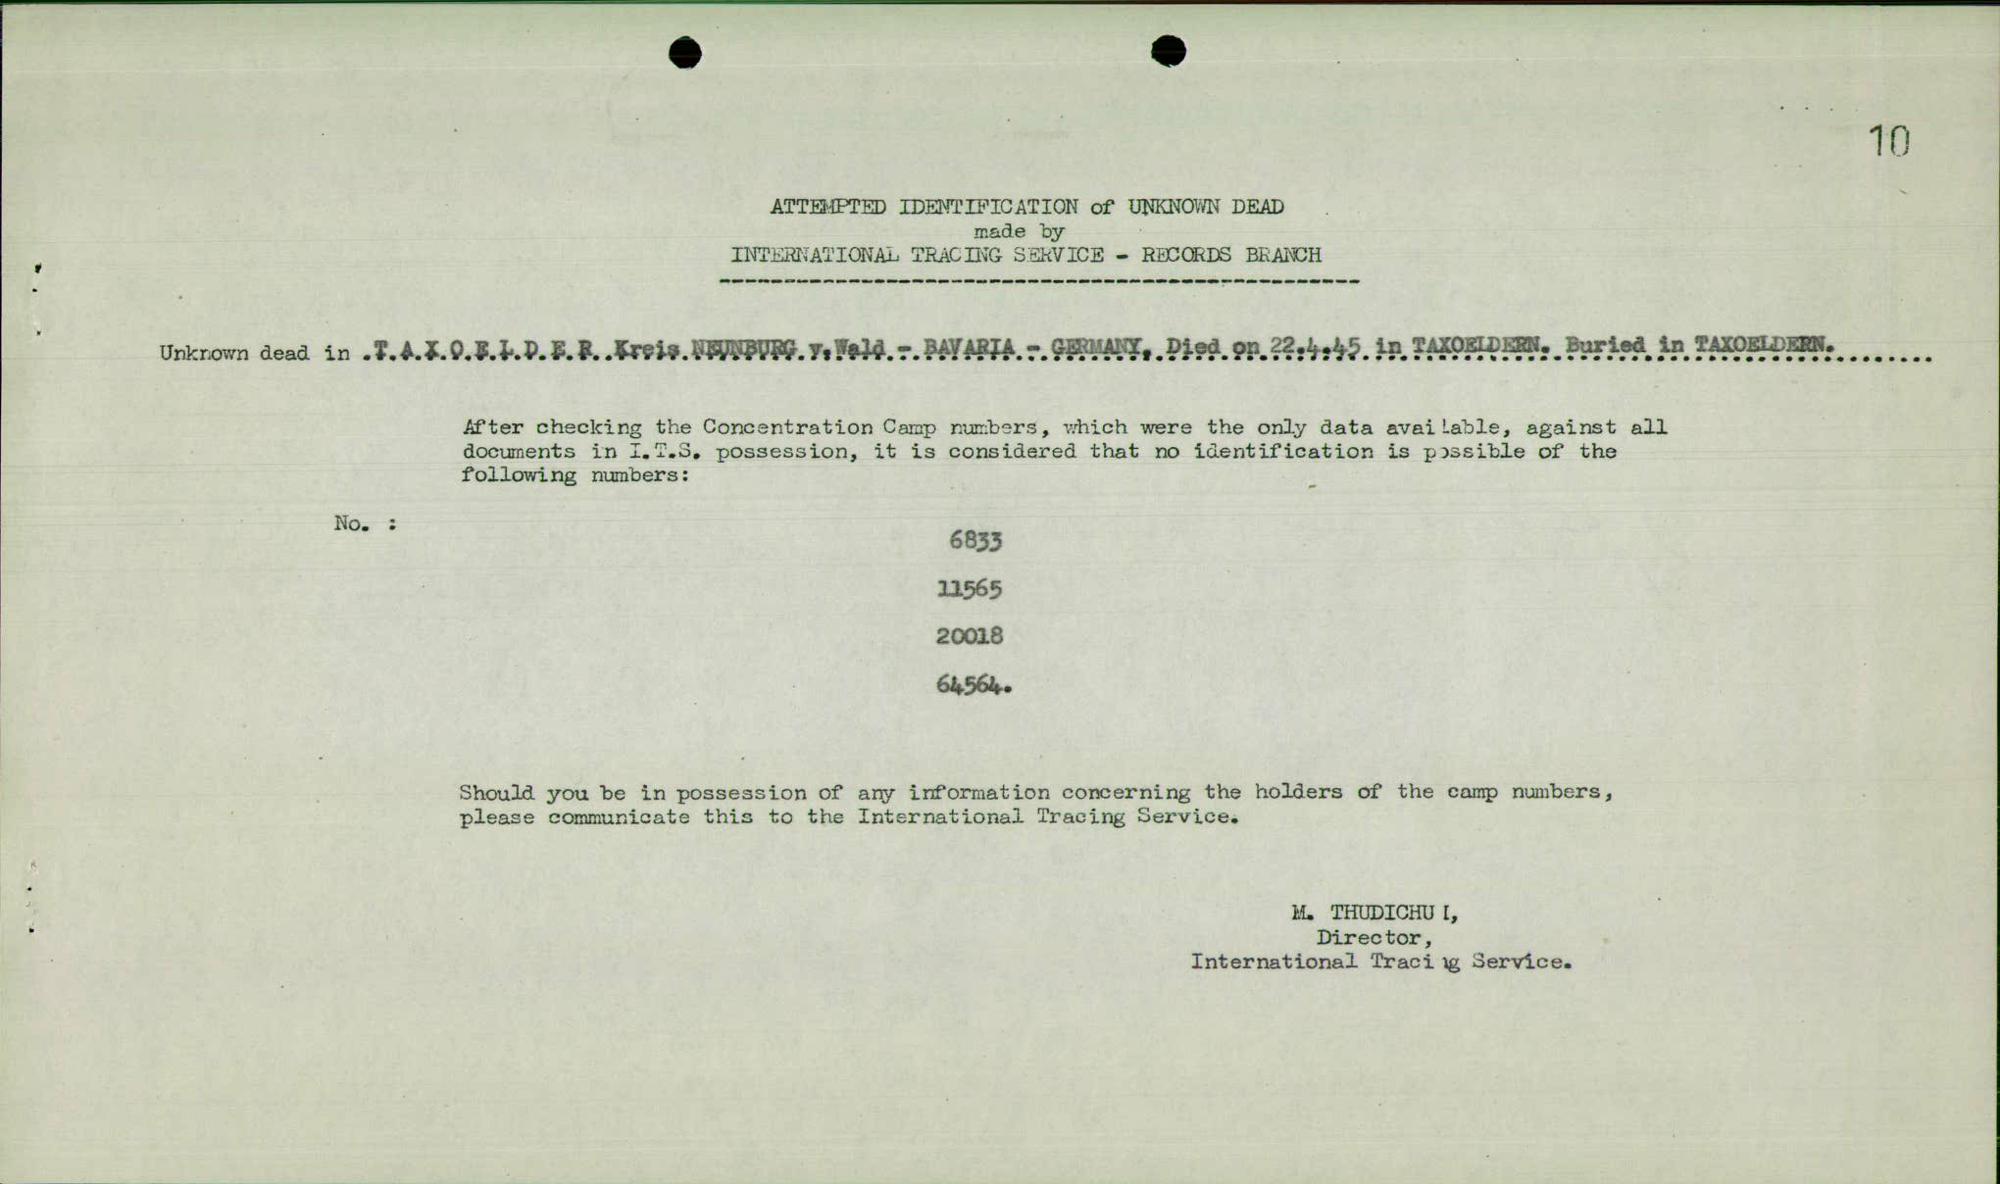 10
ATTEMPTED IDENTIFICATION of UNKNOWN DEAD
made by
INTERNATIONAL TRACING SERVICE - RECORDS BRANCH
Unknown dead in T.A.X.O.E.L.D.E.R. Kreis NEUNBURG v. Wald - BAVARIA - GERMANY. Died on 22.4.45 in TAXOELDERN. Buried in TAXOELDERN.
After checking the Concentration Camp numbers, which were the only data available, against all
documents in I.T.S. possession, it is considered that no identification is possible of the
following numbers:
No. :
6833
11565
20018
64564.
Should you be in possession of any information concerning the holders of the camp numbers,
please communicate this to the International Tracing Service.
M. THUDICHUM,
Director,
International Tracing Service.